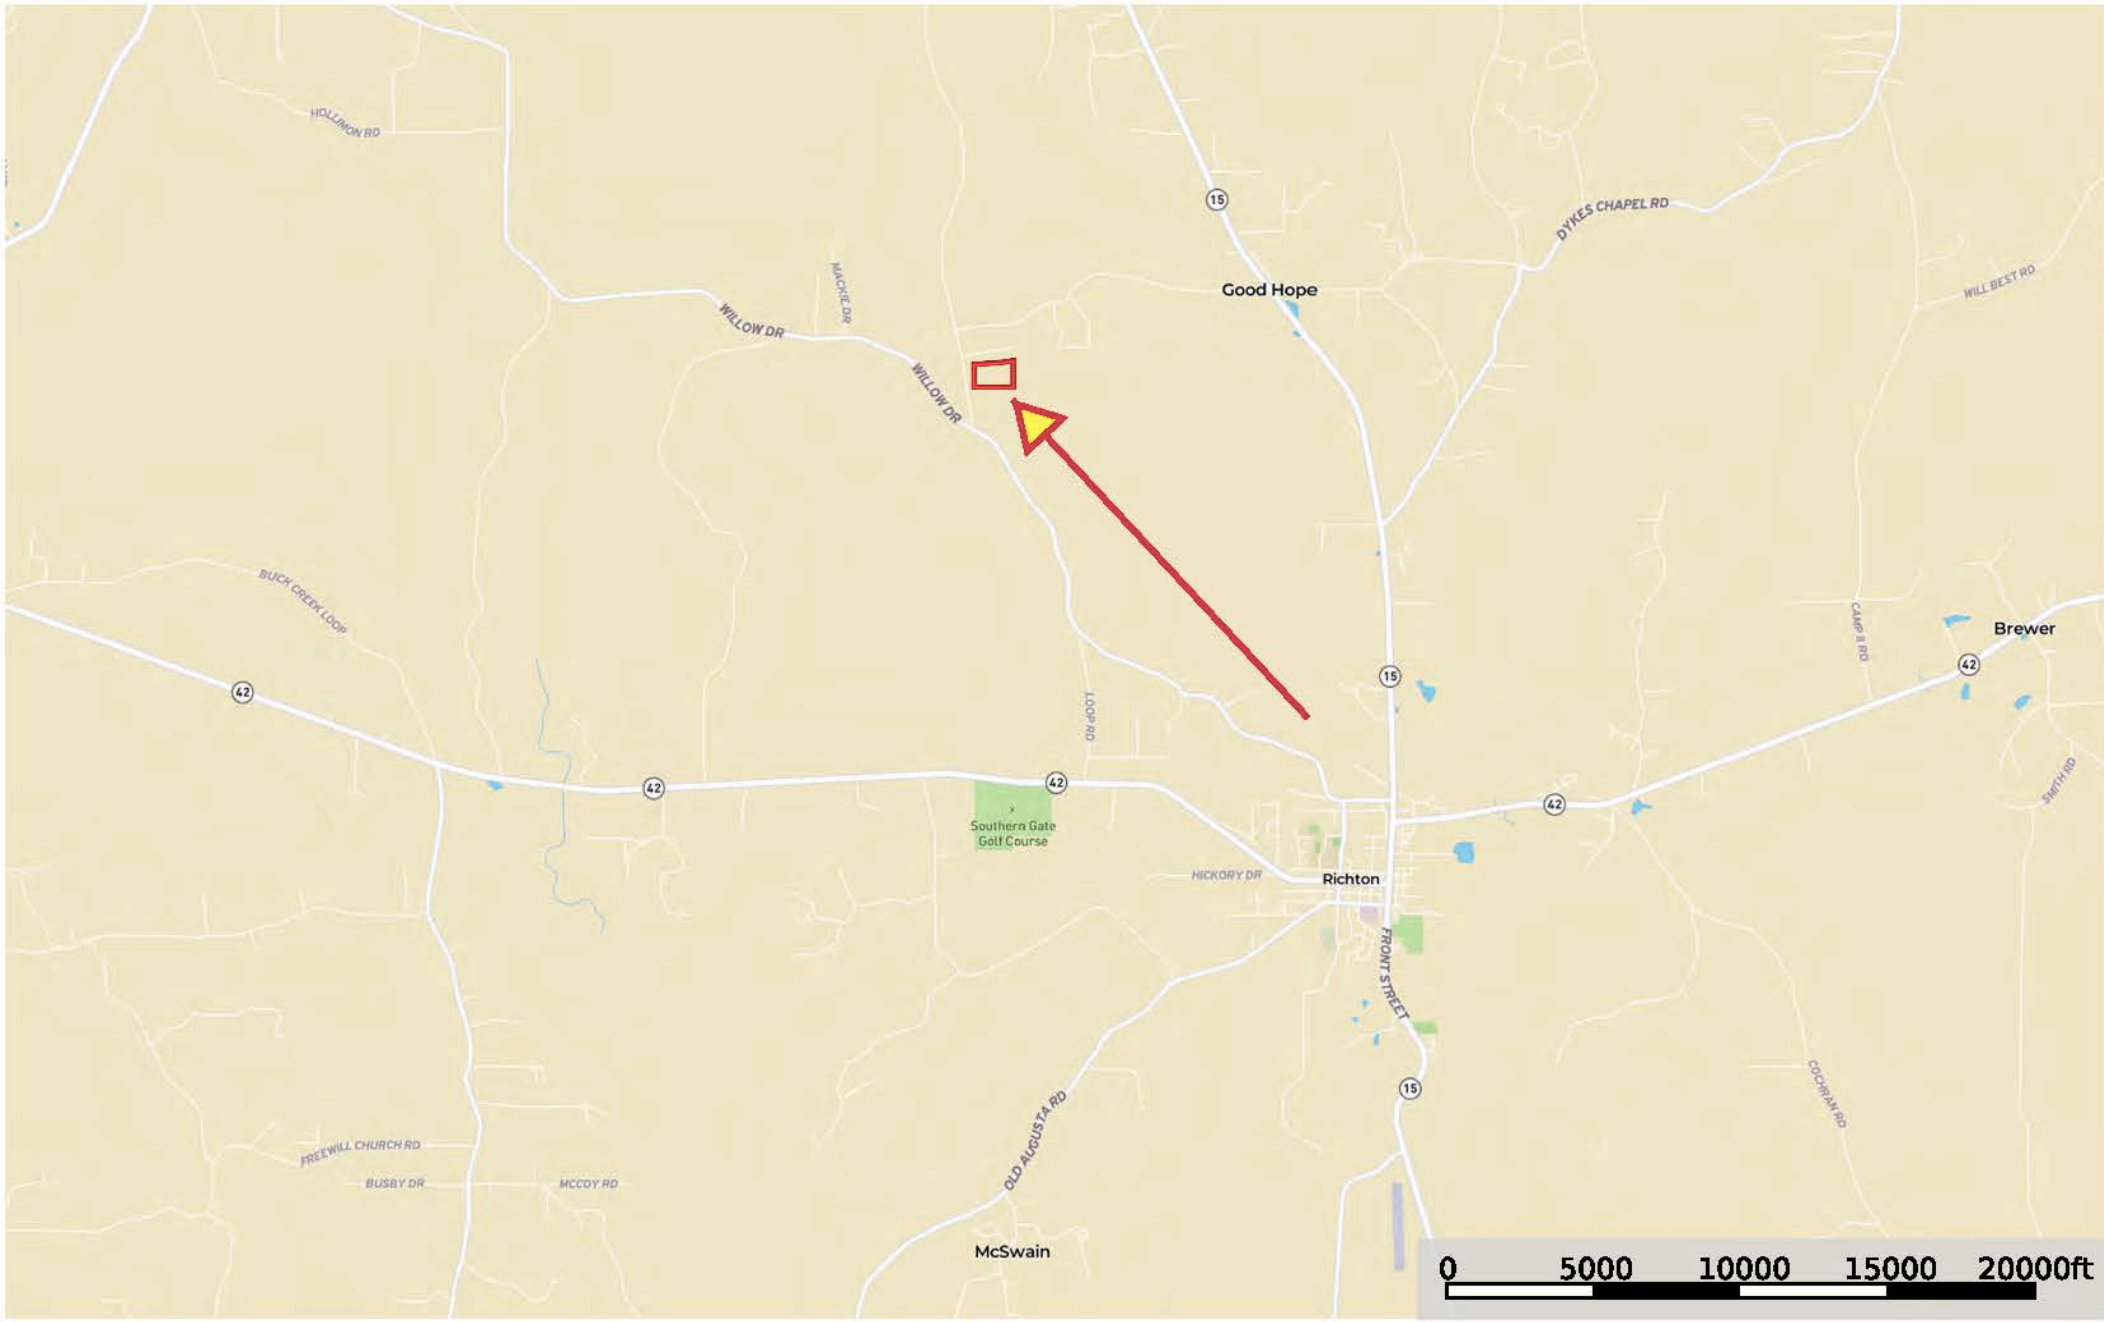 HOLLIMON RD
15
DYKES CHAPEL RD
MACKIE DR
WILL BEST RD
Good Hope
WILLOW DR
WILLOW DR
BUCK CREEK LOOP
CAMP 8 RD
Brewer
42
15
42
LOOP RD
42
42
42
SMITH RD
Southern Gate
Golf Course
HICKORY DR
Richton
FRONT STREET
15
COCHRAN RD
OLD AUGUSTA RD
FREEWILL CHURCH RD
BUSBY DR
MCCOY RD
McSwain
0 5000 10000 15000 20000ft